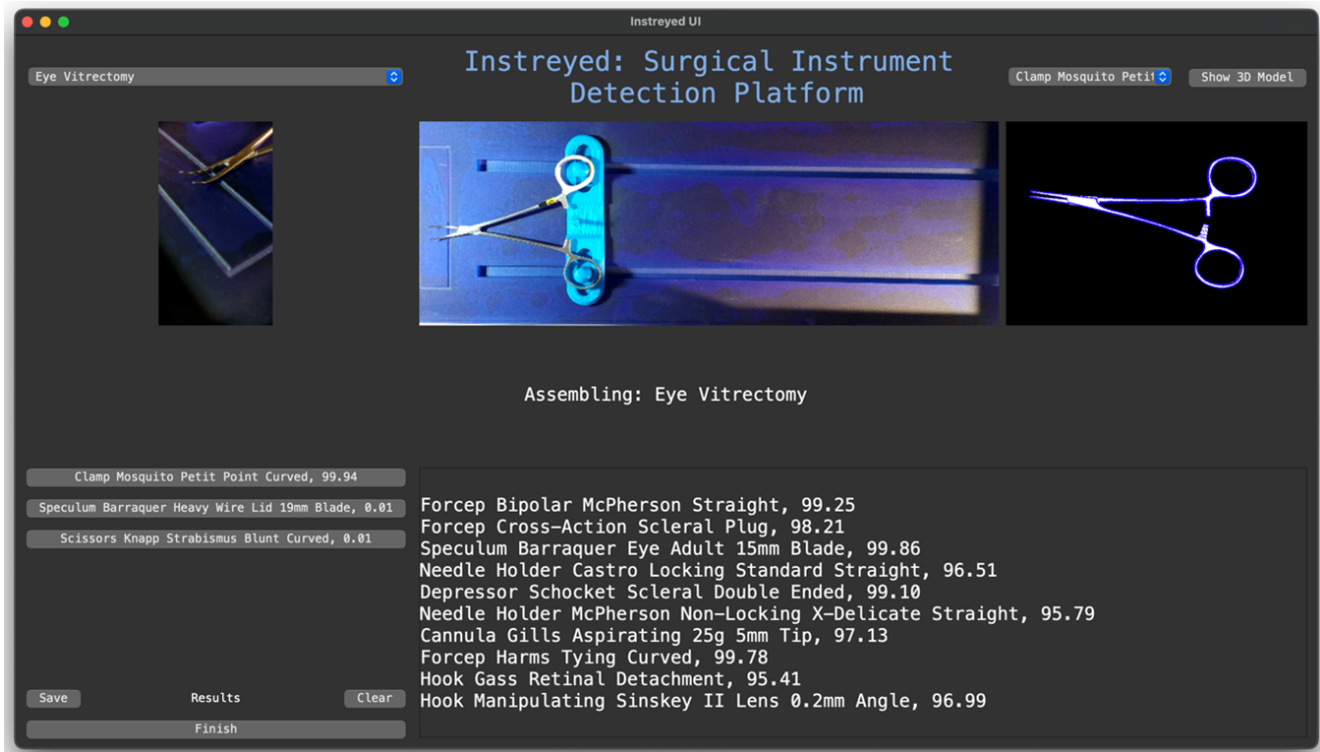 Instreyed UI
Eye Vitrectomy
Instreyed: Surgical Instrument
Detection Platform
Clamp Mosquito Petit
Show 3D Model
Assembling: Eye Vitrectomy
Clamp Mosquito Petit Point Curved, 99.94
Speculum Barraquer Heavy Wire Lid 19mm Blade, 0.01
Scissors Knapp Strabismus Blunt Curved, 0.01
Forcep Bipolar McPherson Straight, 99.25
Forcep Cross-Action Scleral Plug, 98.21
Speculum Barraquer Eye Adult 15mm Blade, 99.86
Needle Holder Castro Locking Standard Straight, 96.51
Depressor Schocket Scleral Double Ended, 99.10
Needle Holder McPherson Non-Locking X-Delicate Straight, 95.79
Cannula Gills Aspirating 25g 5mm Tip, 97.13
Forcep Harms Tying Curved, 99.78
Hook Gass Retinal Detachment, 95.41
Hook Manipulating Sinskey II Lens 0.2mm Angle, 96.99
Save
Results
Clear
Finish